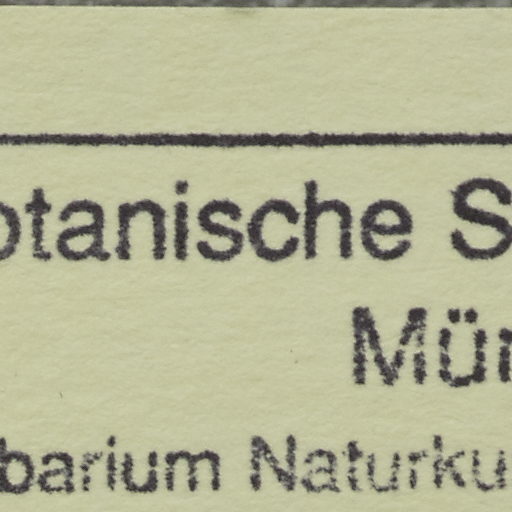 otanische S
Mün
barium Naturku